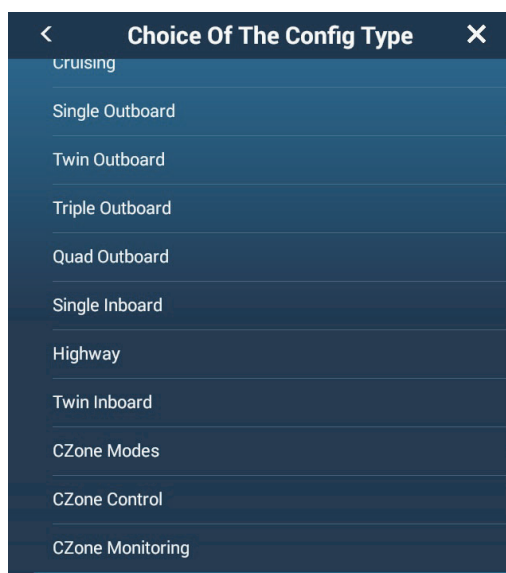 Choice Of The Config Type
Cruising
Single Outboard
Twin Outboard
Triple Outboard
Quad Outboard
Single Inboard
Highway
Twin Inboard
CZone Modes
CZone Control
CZone Monitoring